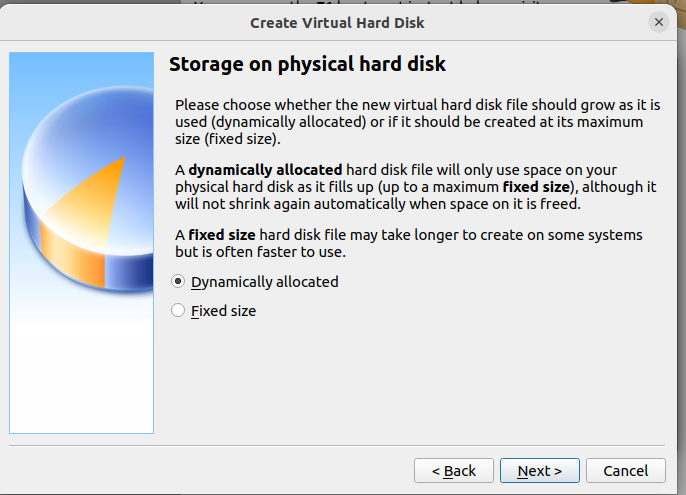 Create Virtual Hard Disk
Storage on physical hard disk
Please choose whether the new virtual hard disk file should grow as it is
used (dynamically allocated) or if it should be created at its maximum
size (fixed size).
A dynamically allocated hard disk file will only use space on your
physical hard disk as it fills up (up to a maximum fixed size), although it
will not shrink again automatically when space on it is freed.
A fixed size hard disk file may take longer to create on some systems
but is often faster to use.
Dynamically allocated
Fixed size
< Back
Next >
Cancel